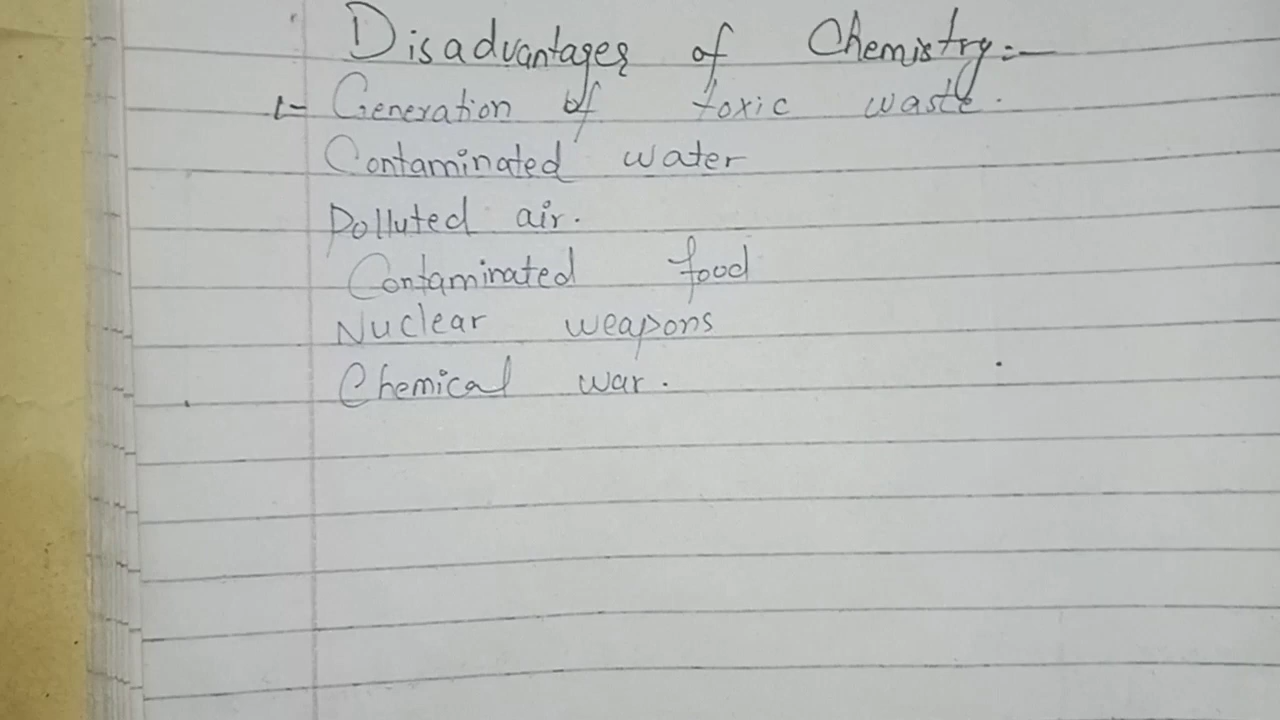 Disadvantages of Chemistry:-
1- Generation of toxic waste.
Contaminated water
Polluted air.
Contaminated food
Nuclear weapons
Chemical war.